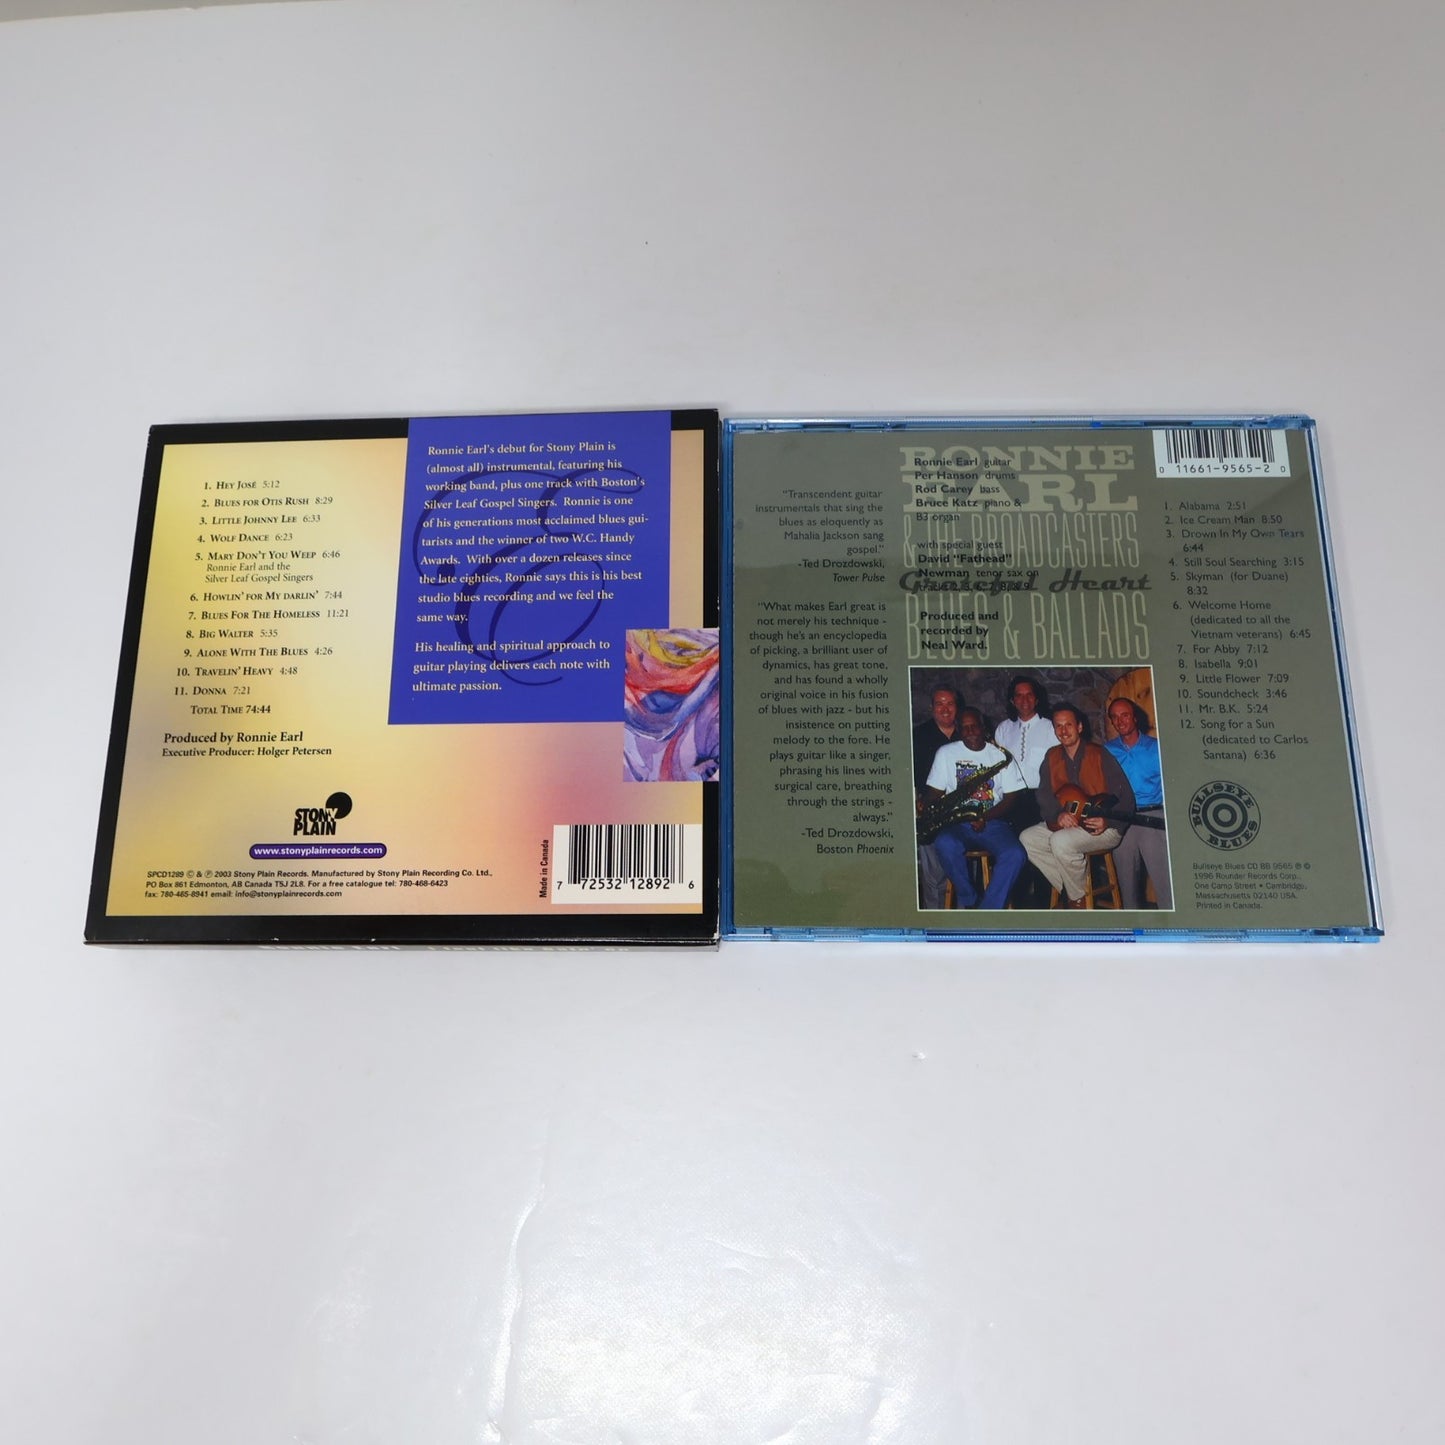 1. HEY JOSÉ 5:12
2. BLUES FOR OTIS RUSH 8:29
3. LITTLE JOHNNY LEE 6:33
4. WOLF DANCE 6:23
5. MARY DON'T YOU WEEP 6:46
Ronnie Earl and the
Silver Leaf Gospel Singers
6. HOWLIN' FOR MY DARLIN' 7:44
7. BLUES FOR THE HOMELESS 11:21
8. BIG WALTER 5:35
9. ALONE WITH THE BLUES 4:26
10. TRAVELIN' HEAVY 4:48
11. DONNA 7:21
TOTAL TIME 74:44
Produced by Ronnie Earl
Executive Producer: Holger Petersen
STONY
PLAIN
www.stonyplainrecords.com
SPCD1289 © & ℗ 2003 Stony Plain Records. Manufactured by Stony Plain Recording Co. Ltd.,
PO Box 861 Edmonton, AB Canada T5J 2L8. For a free catalogue tel: 780-468-6423
fax: 780-465-8941 email: info@stonyplainrecords.com
Ronnie Earl's debut for Stony Plain is
(almost all) instrumental, featuring his
working band, plus one track with Boston's
Silver Leaf Gospel Singers. Ronnie is one
of his generations most acclaimed blues gui-
tarists and the winner of two W.C. Handy
Awards. With over a dozen releases since
the late eighties, Ronnie says this is his best
studio blues recording and we feel the
same way.
His healing and spiritual approach to
guitar playing delivers each note with
ultimate passion.
Made in Canada
7 72532 12892 6
"Transcendent guitar
instrumentals that sing the
blues as eloquently as
Mahalia Jackson sang
gospel."
-Ted Drozdowski,
Tower Pulse
"What makes Earl great is
not merely his technique -
though he's an encyclopedia
of picking, a brilliant user of
dynamics, has great tone,
and has found a wholly
original voice in his fusion
of blues with jazz - but his
insistence on putting
melody to the fore. He
plays guitar like a singer,
phrasing his lines with
surgical care, breathing
through the strings -
always."
-Ted Drozdowski,
Boston Phoenix
RONNIE
EARL
& THE BROADCASTERS
Grateful Heart
BLUES & BALLADS
Ronnie Earl guitar
Per Hanson drums
Rod Carey bass
Bruce Katz piano &
B3 organ
with special guest
David "Fathead"
Newman tenor sax on
Produced and
recorded by
Neal Ward.
0 11661-9565-2 0
1. Alabama 2:51
2. Ice Cream Man 8:50
3. Drown In My Own Tears
6:44
4. Still Soul Searching 3:15
5. Skyman (for Duane)
8:32
6. Welcome Home
(dedicated to all the
Vietnam veterans) 6:45
7. For Abby 7:12
8. Isabella 9:01
9. Little Flower 7:09
10. Soundcheck 3:46
11. Mr. B.K. 5:24
12. Song for a Sun
(dedicated to Carlos
Santana) 6:36
BULLSEYE
BLUES
Bullseye Blues CD BB 9565 ℗ ©
1996 Rounder Records Corp.,
One Camp Street • Cambridge,
Massachusetts 02140 USA.
Printed in Canada.